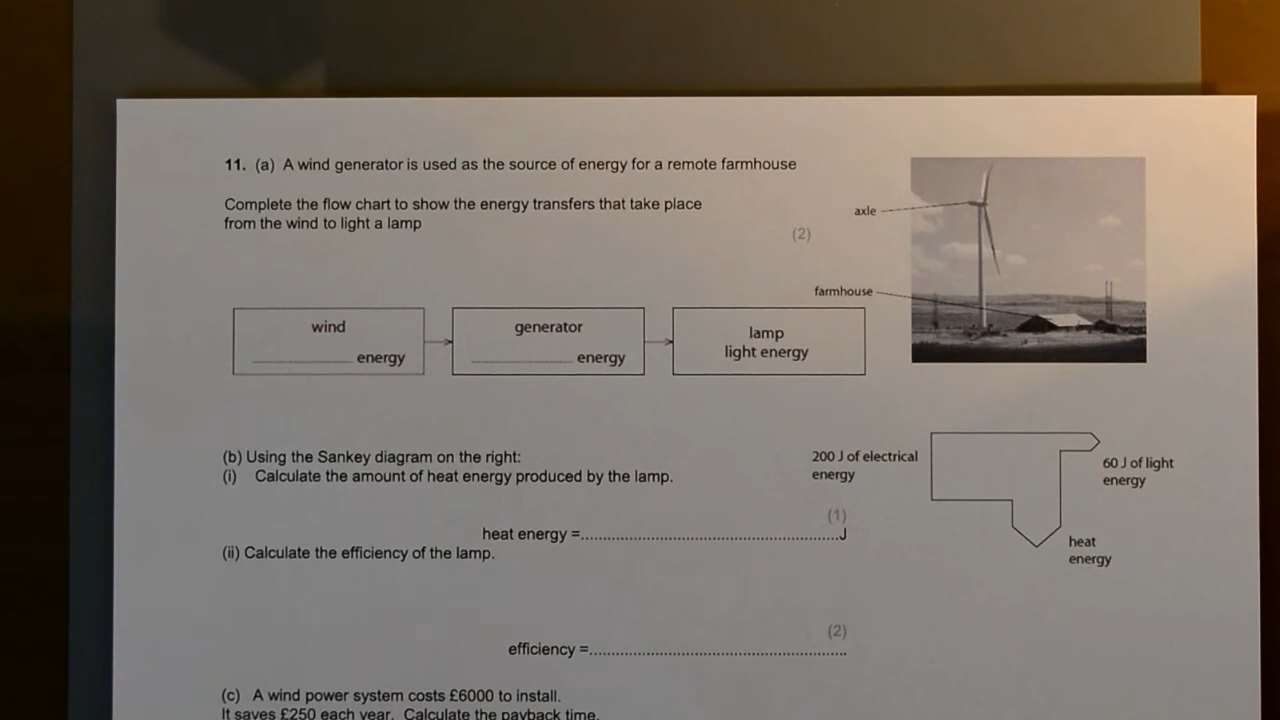 11. (a) A wind generator is used as the source of energy for a remote farmhouse
Complete the flow chart to show the energy transfers that take place
from the wind to light a lamp
(2)
axle
farmhouse
wind
.................... energy
generator
.................... energy
lamp
light energy
(b) Using the Sankey diagram on the right:
(i) Calculate the amount of heat energy produced by the lamp.
200 J of electrical
energy
60 J of light
energy
heat
energy
(1)
heat energy =....................................................J
(ii) Calculate the efficiency of the lamp.
(2)
efficiency =....................................................
(c) A wind power system costs £6000 to install.
It saves £250 each year. Calculate the payback time.